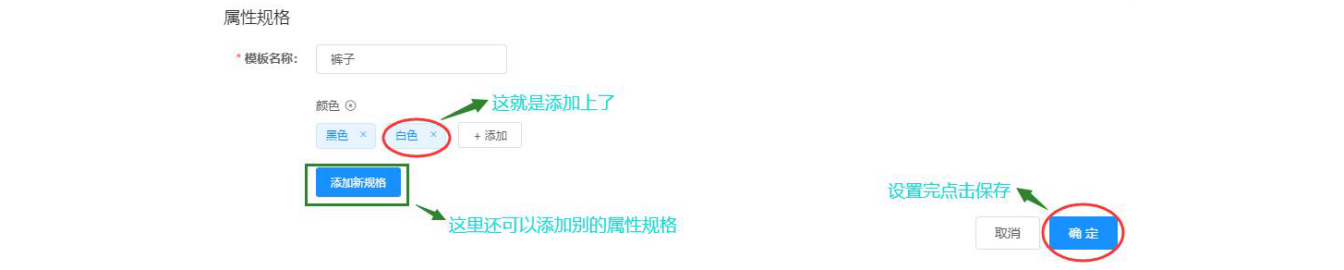 属性规格
* 模板名称： 裤子
颜色
这就是添加上了
黑色 × 白色 × + 添加
添加新规格
设置完点击保存
这里还可以添加别的属性规格
取消 确 定